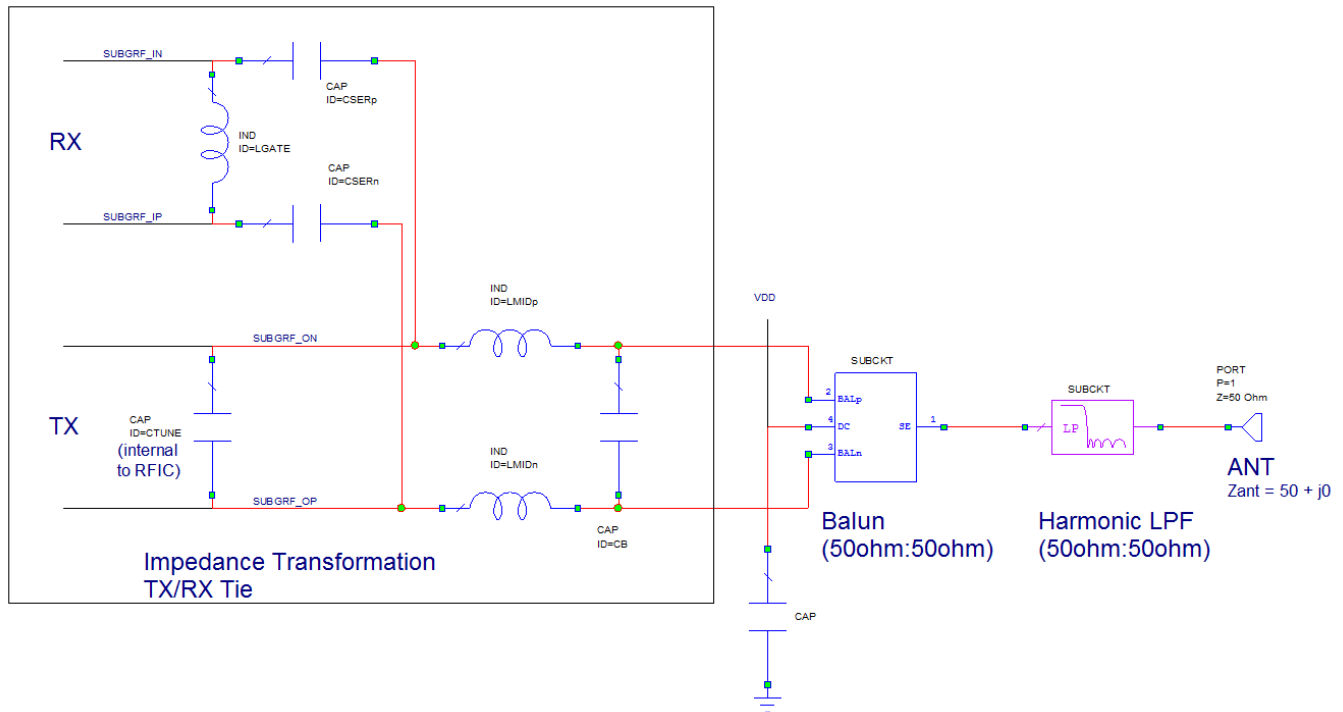 SUBGRF_IN
CAP
ID=CSERp
RX
IND
ID=LGATE
CAP
ID=CSERn
SUBGRF_IP
IND
ID=LMIDp
SUBGRF_ON
TX
CAP
ID=CTUNE
(internal
to RFIC)
IND
ID=LMIDn
SUBGRF_OP
CAP
ID=CB
Impedance Transformation
TX/RX Tie
VDD
SUBCKT
2
BALp
4
DC
SE
1
3
BALn
Balun
(50ohm:50ohm)
CAP
SUBCKT
LP
Harmonic LPF
(50ohm:50ohm)
PORT
P=1
Z=50 Ohm
ANT
Zant = 50 + j0